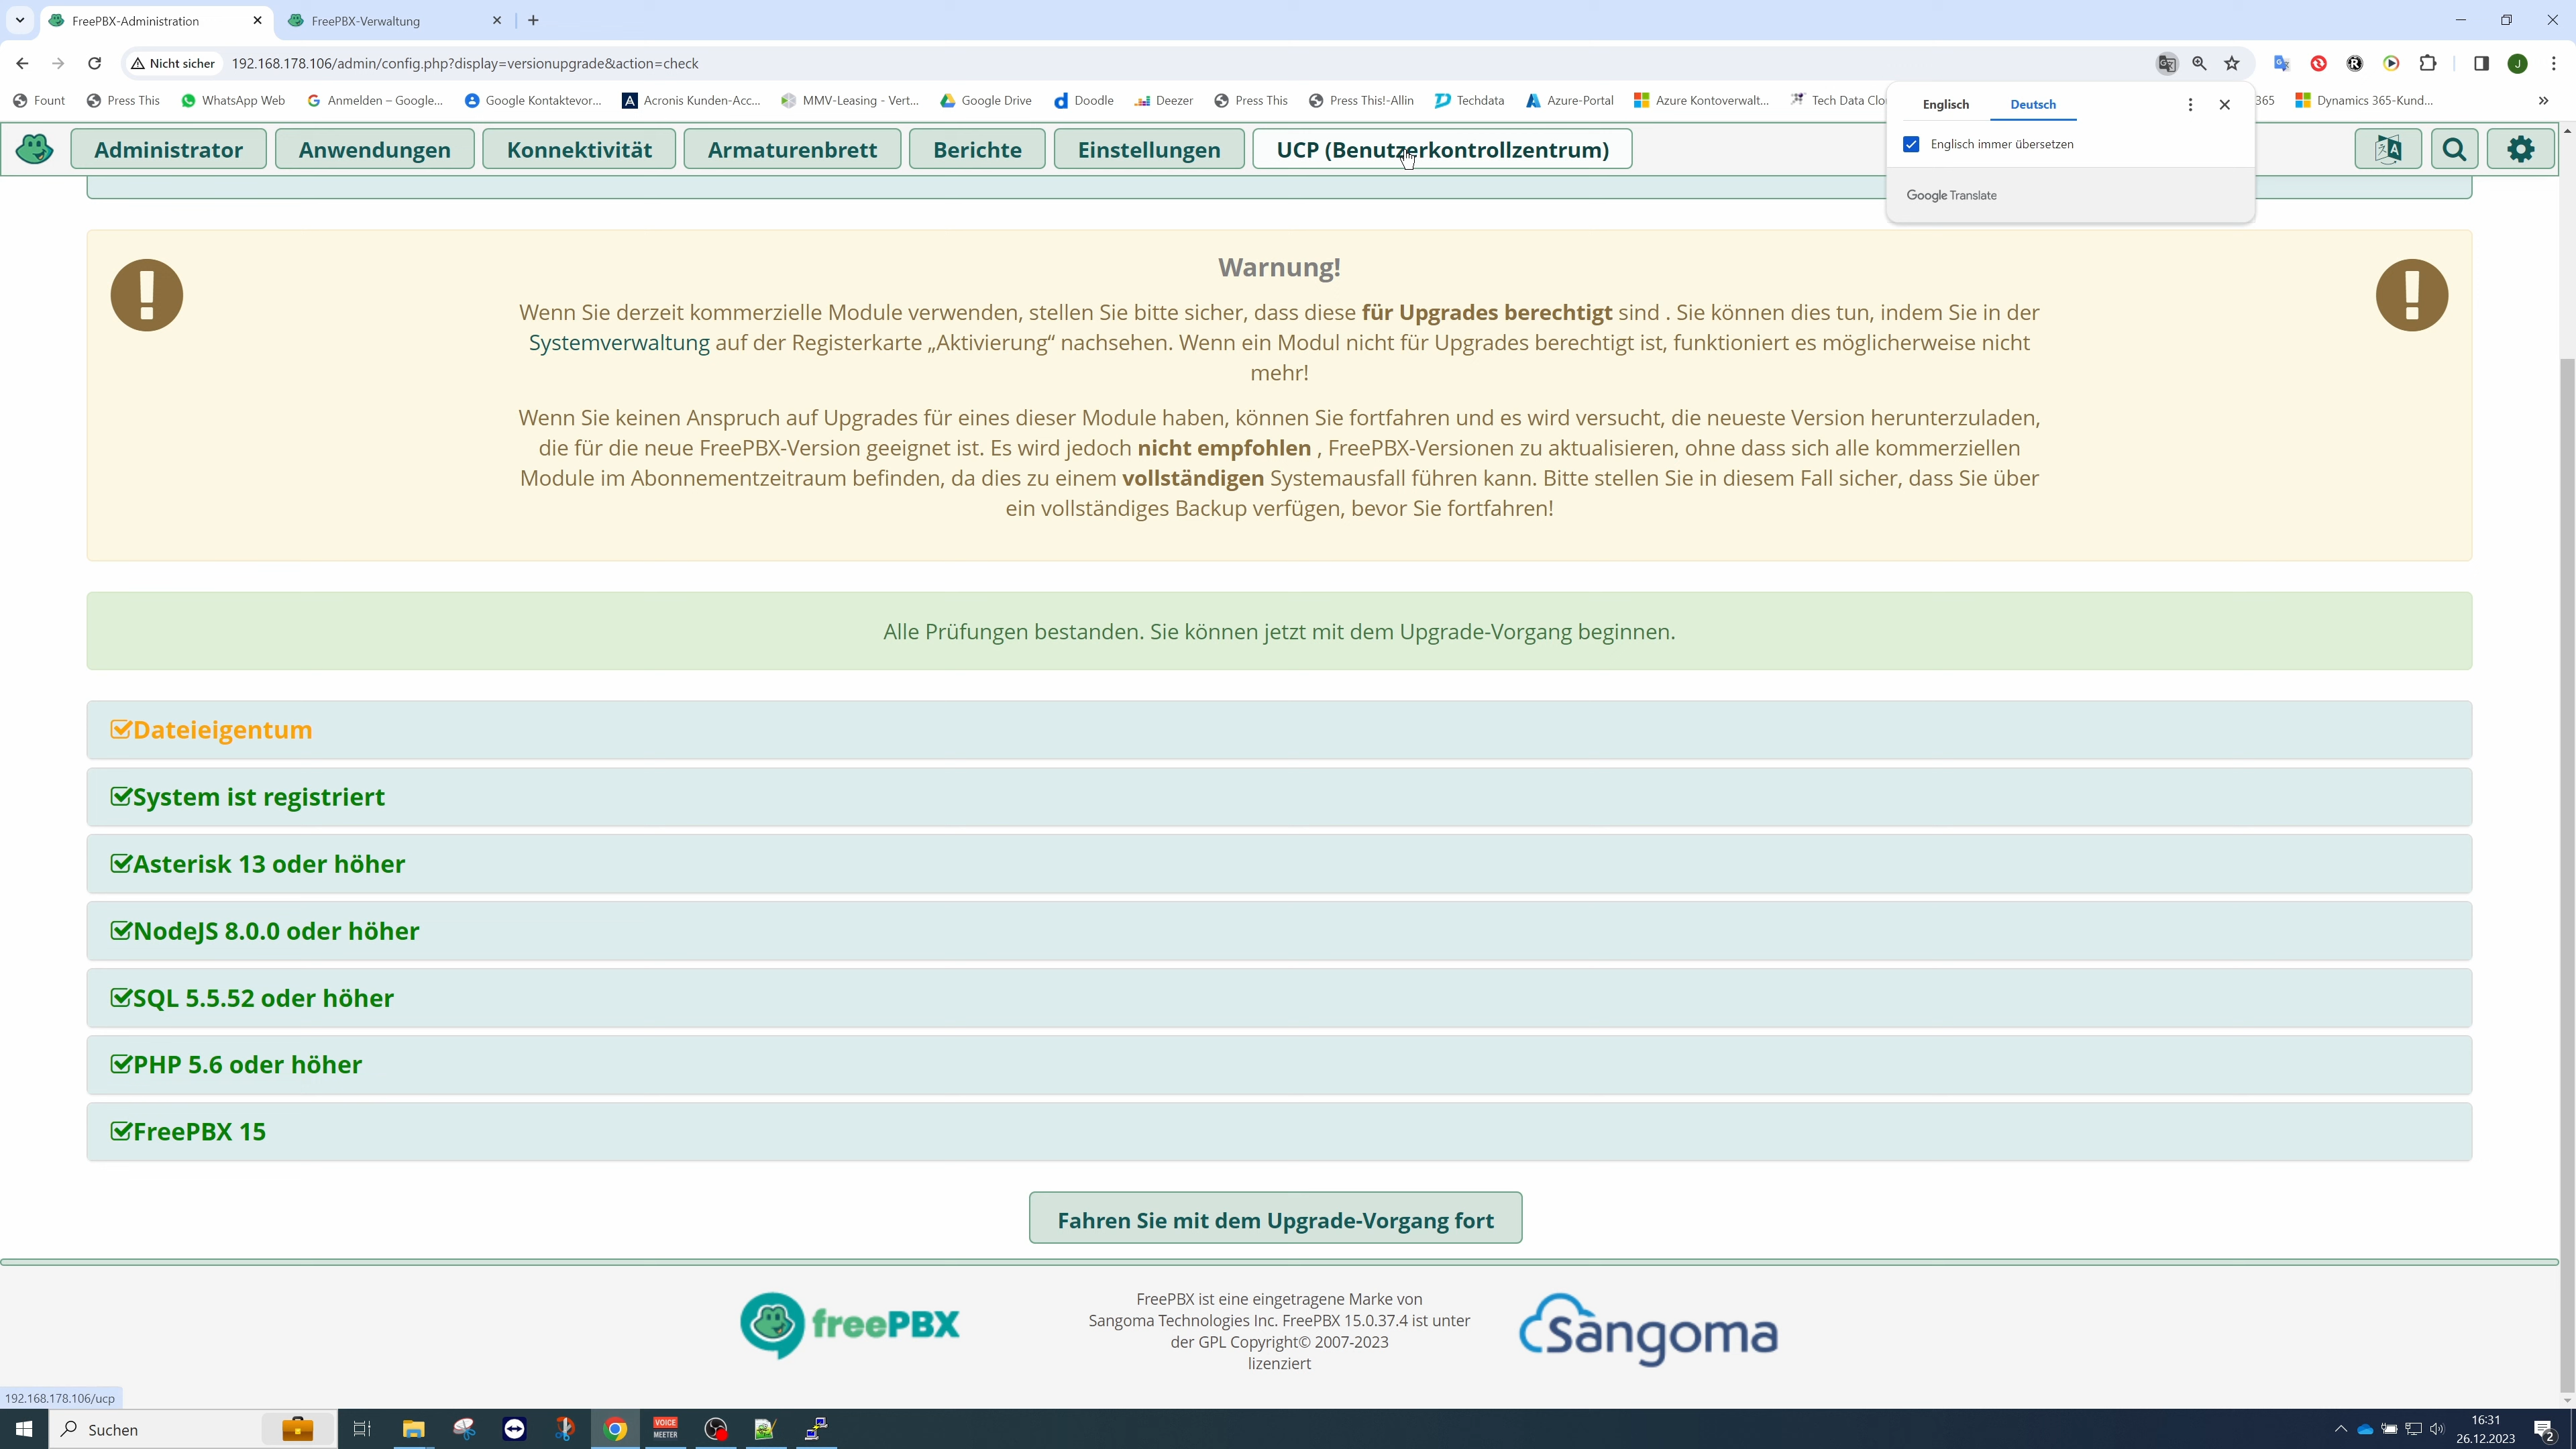 FreePBX-Administration
FreePBX-Verwaltung
Nicht sicher
192.168.178.106/admin/config.php?display=versionupgrade&action=check
J
Fount
Press This
WhatsApp Web
Anmelden – Google...
Google Kontaktevor...
Acronis Kunden-Acc...
MMV-Leasing - Vert...
Google Drive
Doodle
Deezer
Press This
Press This!-Allin
Techdata
Azure-Portal
Azure Kontoverwalt...
Tech Data Clou
365
Dynamics 365-Kund...
Englisch
Deutsch
Englisch immer übersetzen
Google Translate
Administrator
Anwendungen
Konnektivität
Armaturenbrett
Berichte
Einstellungen
UCP (Benutzerkontrollzentrum)
Warnung!
Wenn Sie derzeit kommerzielle Module verwenden, stellen Sie bitte sicher, dass diese für Upgrades berechtigt sind . Sie können dies tun, indem Sie in der
Systemverwaltung auf der Registerkarte „Aktivierung“ nachsehen. Wenn ein Modul nicht für Upgrades berechtigt ist, funktioniert es möglicherweise nicht
mehr!
Wenn Sie keinen Anspruch auf Upgrades für eines dieser Module haben, können Sie fortfahren und es wird versucht, die neueste Version herunterzuladen,
die für die neue FreePBX-Version geeignet ist. Es wird jedoch nicht empfohlen , FreePBX-Versionen zu aktualisieren, ohne dass sich alle kommerziellen
Module im Abonnementzeitraum befinden, da dies zu einem vollständigen Systemausfall führen kann. Bitte stellen Sie in diesem Fall sicher, dass Sie über
ein vollständiges Backup verfügen, bevor Sie fortfahren!
Alle Prüfungen bestanden. Sie können jetzt mit dem Upgrade-Vorgang beginnen.
Dateieigentum
System ist registriert
Asterisk 13 oder höher
NodeJS 8.0.0 oder höher
SQL 5.5.52 oder höher
PHP 5.6 oder höher
FreePBX 15
Fahren Sie mit dem Upgrade-Vorgang fort
freePBX
FreePBX ist eine eingetragene Marke von
Sangoma Technologies Inc. FreePBX 15.0.37.4 ist unter
der GPL Copyright© 2007-2023
lizenziert
Sangoma
192.168.178.106/ucp
Suchen
VOICE
MEETER
16:31
26.12.2023
2